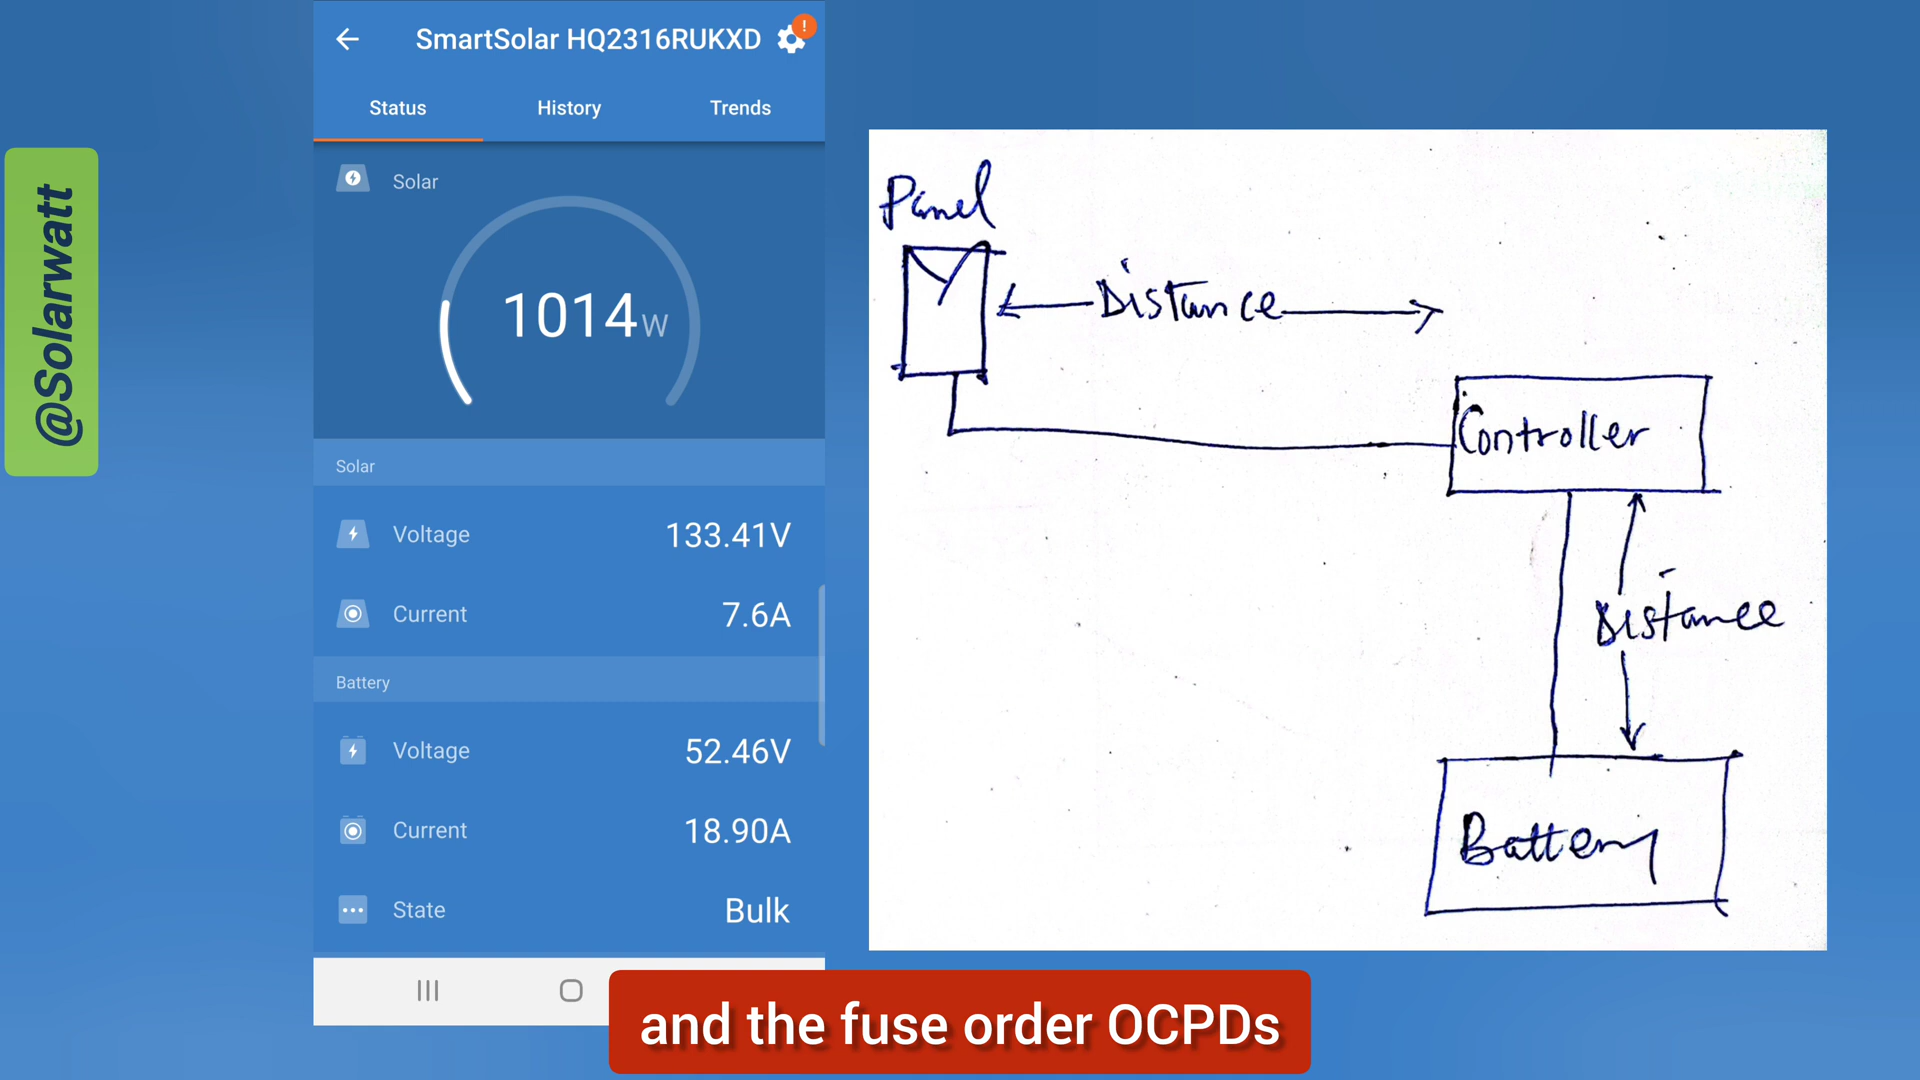 @Solarwatt
SmartSolar HQ2316RUKXD
!
Status History Trends
Solar
1014W
Solar
Voltage 133.41V
Current 7.6A
Battery
Voltage 52.46V
Current 18.90A
State Bulk
Panel
Distance
Controller
Distance
Battery
and the fuse order OCPDs